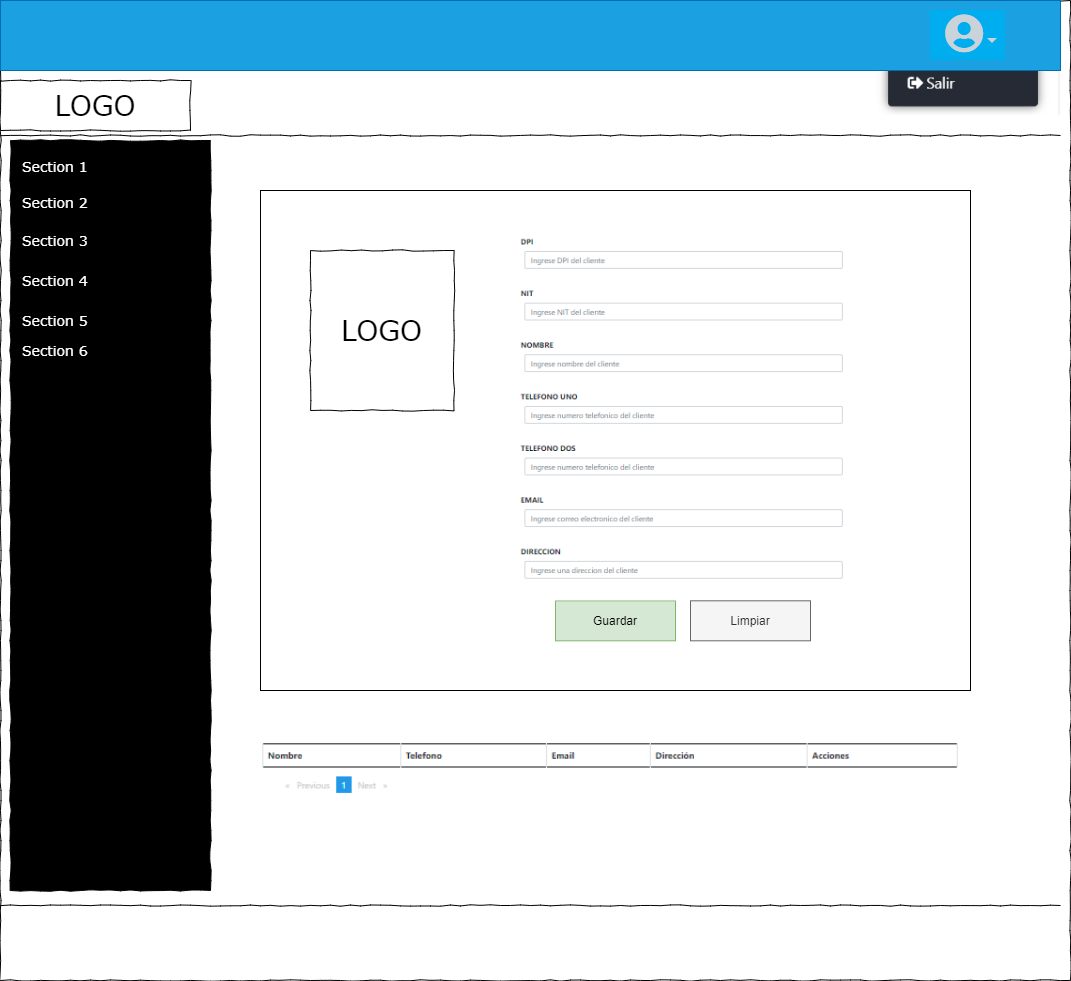 Salir
LOGO
Section 1
Section 2
Section 3
Section 4
Section 5
Section 6
LOGO
DPI
Ingrese DPI del cliente
NIT
Ingrese NIT del cliente
NOMBRE
Ingrese nombre del cliente
TELEFONO UNO
Ingrese numero telefonico del cliente
TELEFONO DOS
Ingrese numero telefonico del cliente
EMAIL
Ingrese correo electronico del cliente
DIRECCION
Ingrese una direccion del cliente
Guardar Limpiar
Nombre Telefono Email Dirección Acciones
« Previous 1 Next »